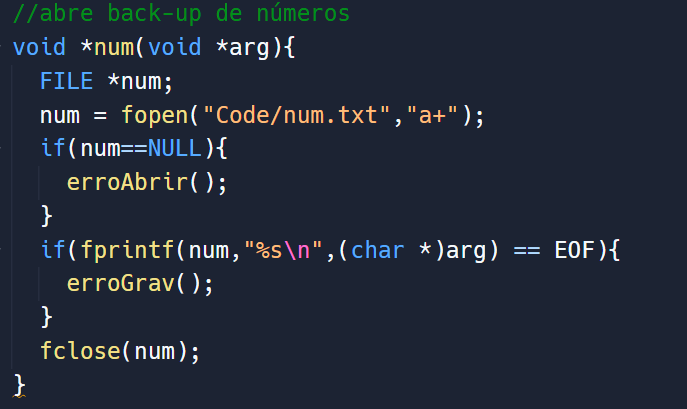 //abre back-up de números
void *num(void *arg){
  FILE *num;
  num = fopen("Code/num.txt","a+");
  if(num==NULL){
    erroAbrir();
  }
  if(fprintf(num,"%s\n",(char *)arg) == EOF){
    erroGrav();
  }
  fclose(num);
}